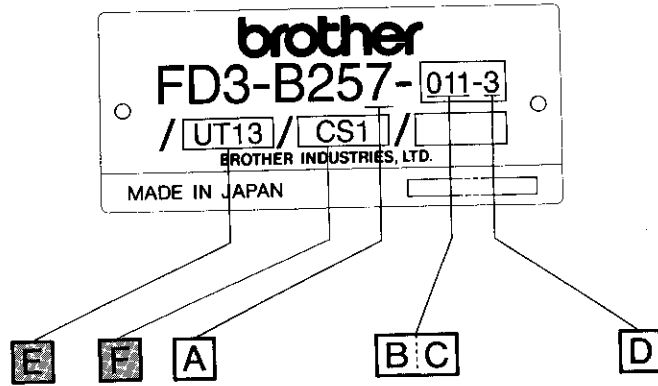 brother
FD3-B257-011-3
/ UT13 / CS1 /
BROTHER INDUSTRIES, LTD.
MADE IN JAPAN
E F A B C D